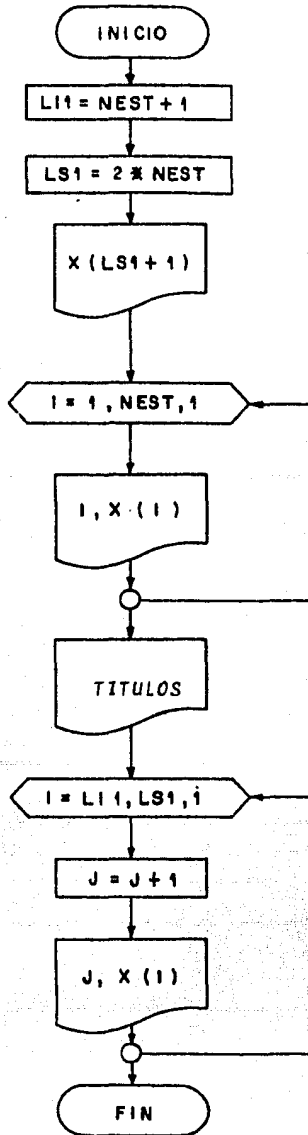 INICIO
LI1 = NEST + 1
LS1 = 2 * NEST
X (LS1 + 1)
I = 1, NEST, 1
I, X (I)
TITULOS
I = LI1, LS1, 1
J = J + 1
J, X (I)
FIN